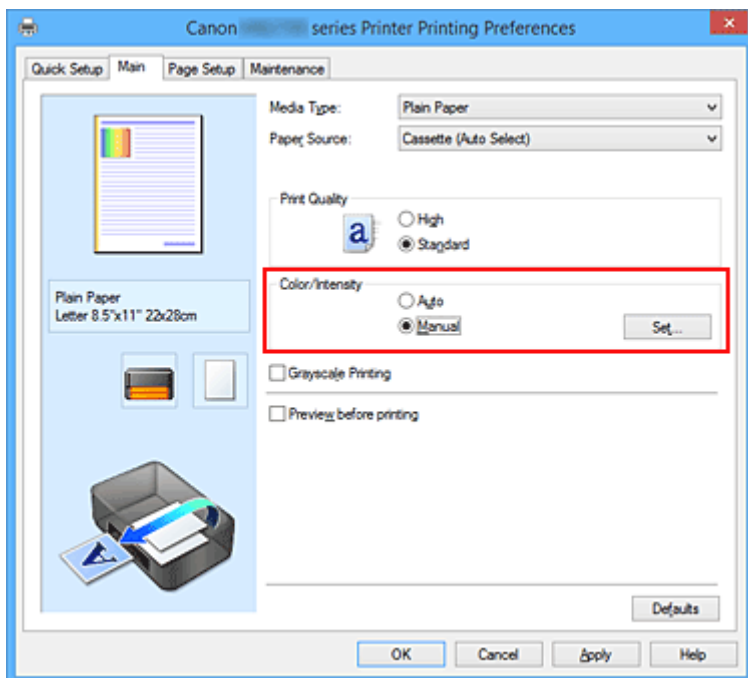 Canon series Printer Printing Preferences
Quick Setup Main Page Setup Maintenance
Media Type: Plain Paper
Paper Source: Cassette (Auto Select)
Print Quality
a
High
Standard
Color/Intensity
Auto
Manual
Set...
Plain Paper
Letter 8.5"x11" 22x28cm
Grayscale Printing
Preview before printing
A
Defaults
OK Cancel Apply Help